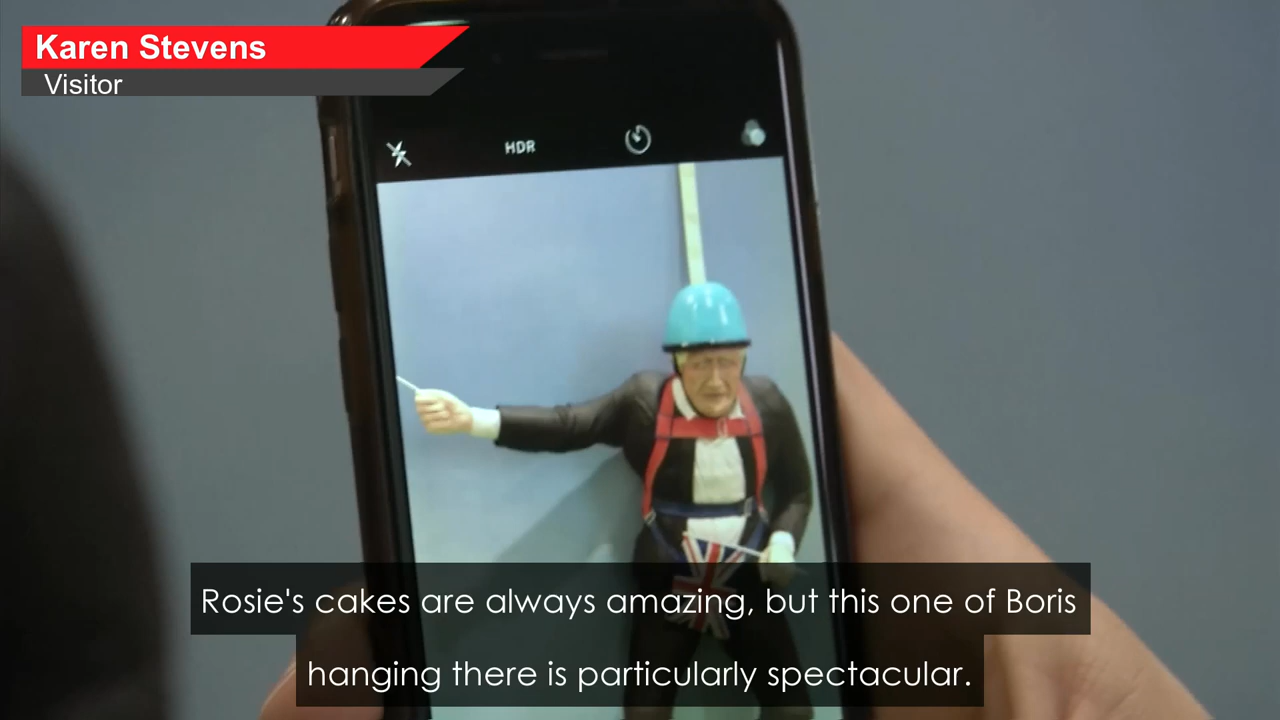 Karen Stevens
Visitor
HDR
Rosie's cakes are always amazing, but this one of Boris
hanging there is particularly spectacular.